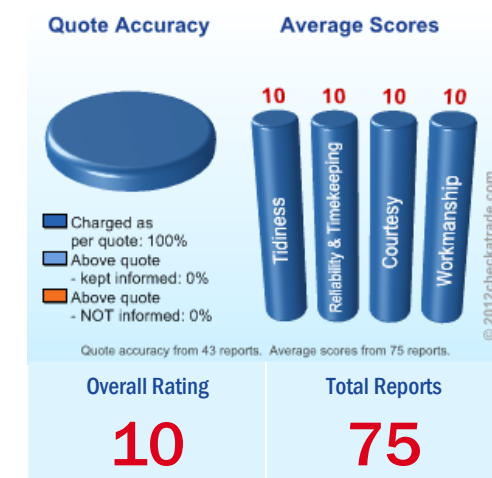 Quote Accuracy
Average Scores
10 10 10 10
Tidiness
Reliability & Timekeeping
Courtesy
Workmanship
Charged as
per quote: 100%
Above quote
- kept informed: 0%
Above quote
- NOT informed: 0%
© 2012checkatrade.com
Quote accuracy from 43 reports. Average scores from 75 reports.
Overall Rating
10
Total Reports
75